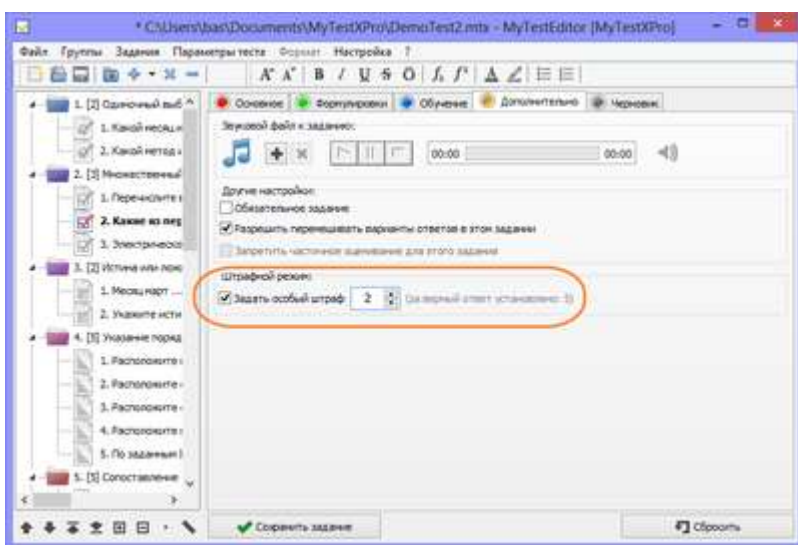 * C:\Users\bas\Documents\MyTestXPro\DemoTest2.mtx - MyTestEditor [MyTestXPro]
Файл Группы Задания Параметры теста Формат Настройка ?
1. [2] Одиночный выб
1. Какой месяц и
2. Какой метод
2. [3] Множественный
1. Перечислите
2. Какие из пер
3. Электрическо
3. [2] Истина или лож
1. Месяц март ...
2. Укажите исти
4. [5] Указание поряд
1. Расположите
2. Расположите
3. Расположите
4. Расположите
5. По заданным
5. [5] Сопоставление
Основное Формулировки Обучение Дополнительно Черновик
Звуковой файл к заданию:
00:00 00:00
Другие настройки:
Обязательное задание
Разрешить перемешивать варианты ответов в этом задании
Запретить частичное оценивание для этого задания
Штрафной режим:
Задать особый штраф: 2 (за верный ответ установлено: 3)
Сохранить задание Сбросить